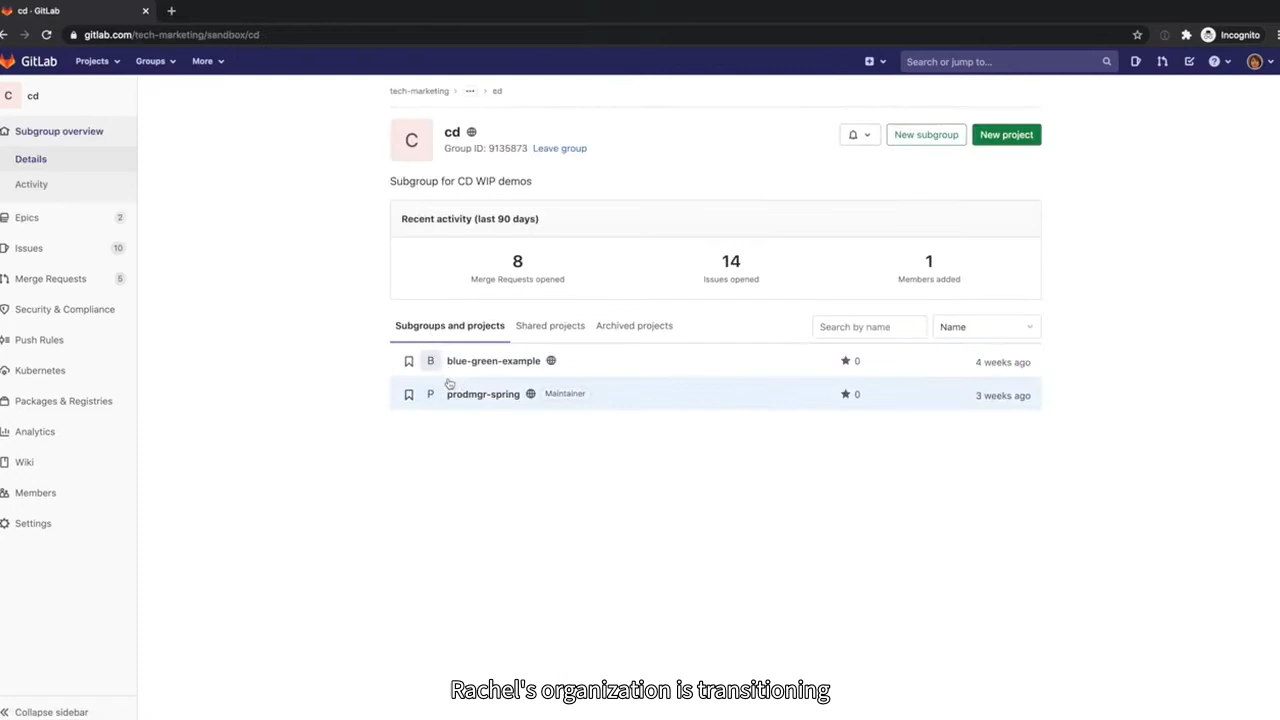 cd · GitLab
gitlab.com/tech-marketing/sandbox/cd
Incognito
GitLab
Projects
Groups
More
Search or jump to...
C
cd
Subgroup overview
Details
Activity
Epics
2
Issues
10
Merge Requests
5
Security & Compliance
Push Rules
Kubernetes
Packages & Registries
Analytics
Wiki
Members
Settings
Collapse sidebar
tech-marketing
cd
C
cd
Group ID: 9135873
Leave group
New subgroup
New project
Subgroup for CD WIP demos
Recent activity (last 90 days)
8
Merge Requests opened
14
Issues opened
1
Members added
Subgroups and projects
Shared projects
Archived projects
Search by name
Name
B
blue-green-example
0
4 weeks ago
P
prodmgr-spring
Maintainer
0
3 weeks ago
Rachel's organization is transitioning